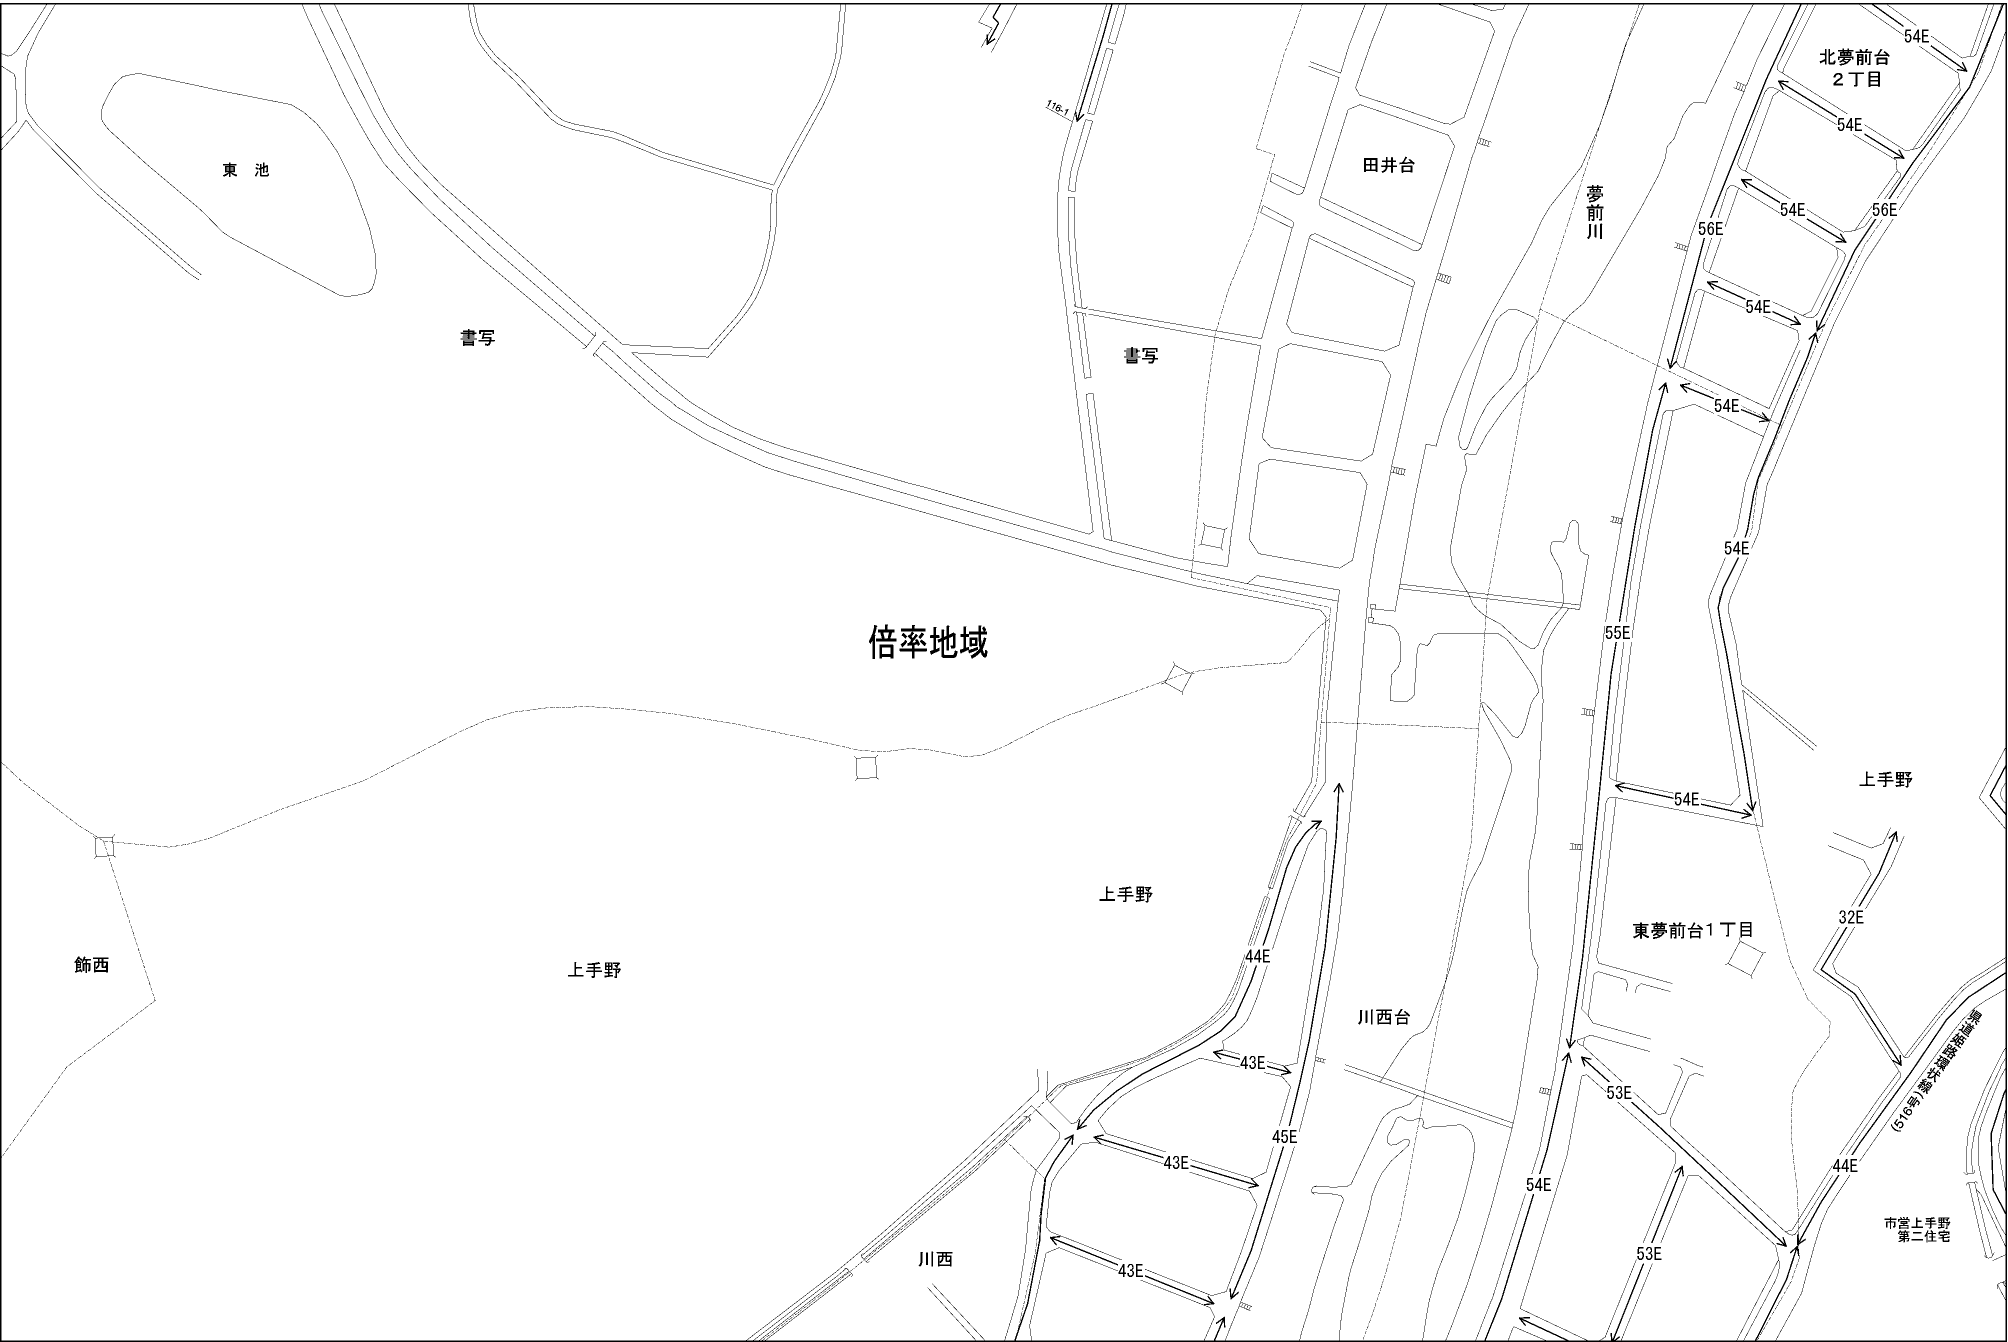 54E
北夢前台
２丁目
116-1
54E
東　池
田井台
夢前川
54E
56E
56E
54E
書写
書写
54E
54E
55E
倍率地域
上手野
54E
上手野
32E
東夢前台１丁目
44E
飾西
上手野
川西台
県道姫路環状線
(516号)
43E
53E
45E
43E
44E
54E
市営上手野
第二住宅
川西
53E
43E